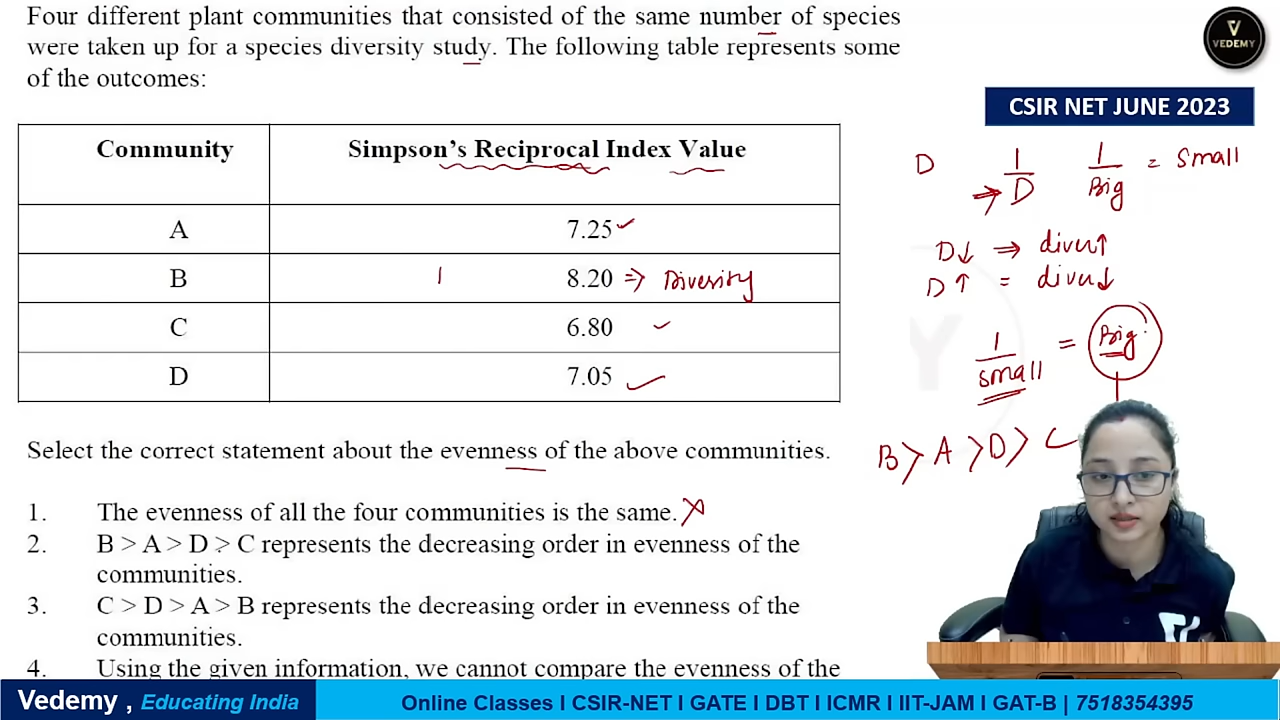 Four different plant communities that consisted of the same number of species
were taken up for a species diversity study. The following table represents some
of the outcomes:
VEDEMY
CSIR NET JUNE 2023
Community Simpson's Reciprocal Index Value
A 7.25
B 1 8.20 ⇒ Diversity
C 6.80
D 7.05
D ⇒ 1/D 1/Big = Small
D↓ ⇒ diver↑
D↑ = diver↓
1/small = Big
B > A > D > C
Select the correct statement about the evenness of the above communities.
1. The evenness of all the four communities is the same. X
2. B > A > D > C represents the decreasing order in evenness of the
communities.
3. C > D > A > B represents the decreasing order in evenness of the
communities.
4. Using the given information, we cannot compare the evenness of the
Vedemy , Educating India
Online Classes I CSIR-NET I GATE I DBT I ICMR I IIT-JAM I GAT-B | 7518354395